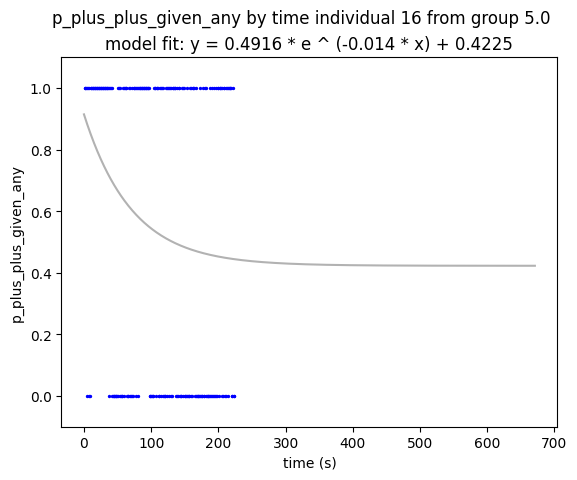 p_plus_plus_given_any by time individual 16 from group 5.0
model fit: y = 0.4916 * e ^ (-0.014 * x) + 0.4225
1.0
0.8
0.6
0.4
0.2
0.0
p_plus_plus_given_any
0 100 200 300 400 500 600 700
time (s)